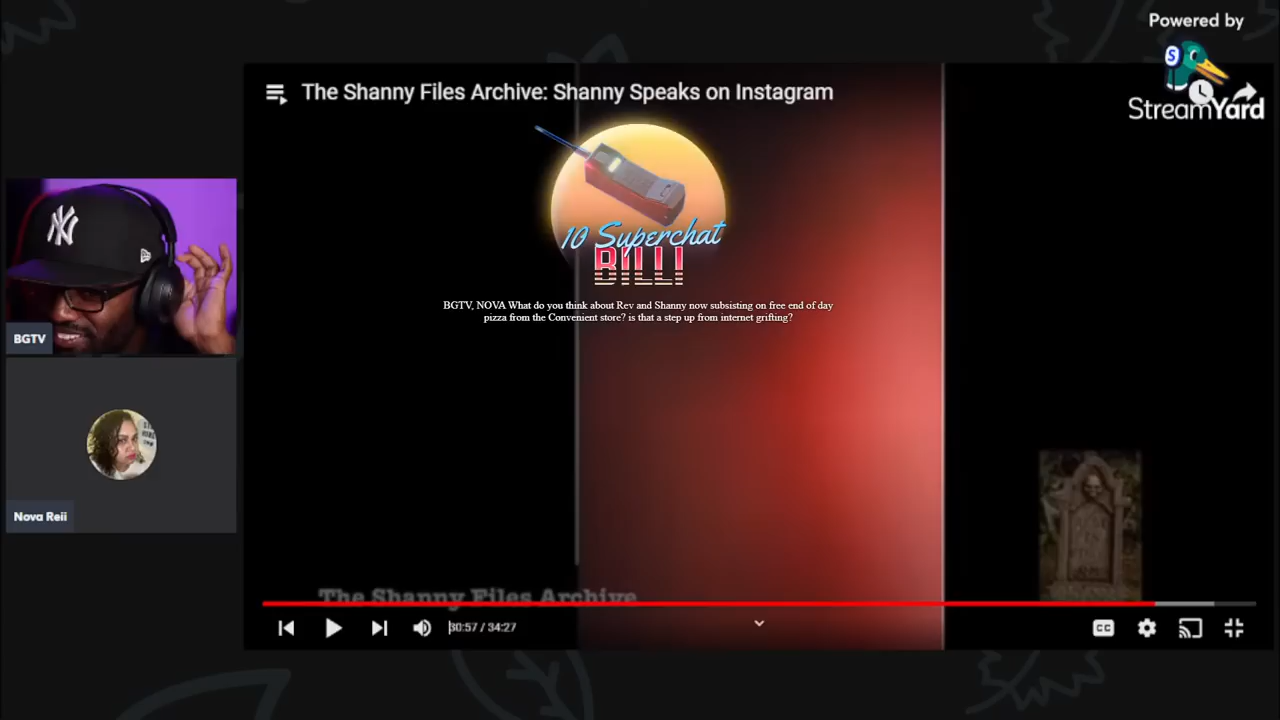 Powered by
StreamYard
The Shanny Files Archive: Shanny Speaks on Instagram
10 Superchat
BILLI
BGTV, NOVA What do you think about Rev and Shanny now subsisting on free end of day
pizza from the Convenient store? is that a step up from internet grifting?
NY
BGTV
Nova Reii
The Shanny Files Archive
30:57 / 34:27
CC